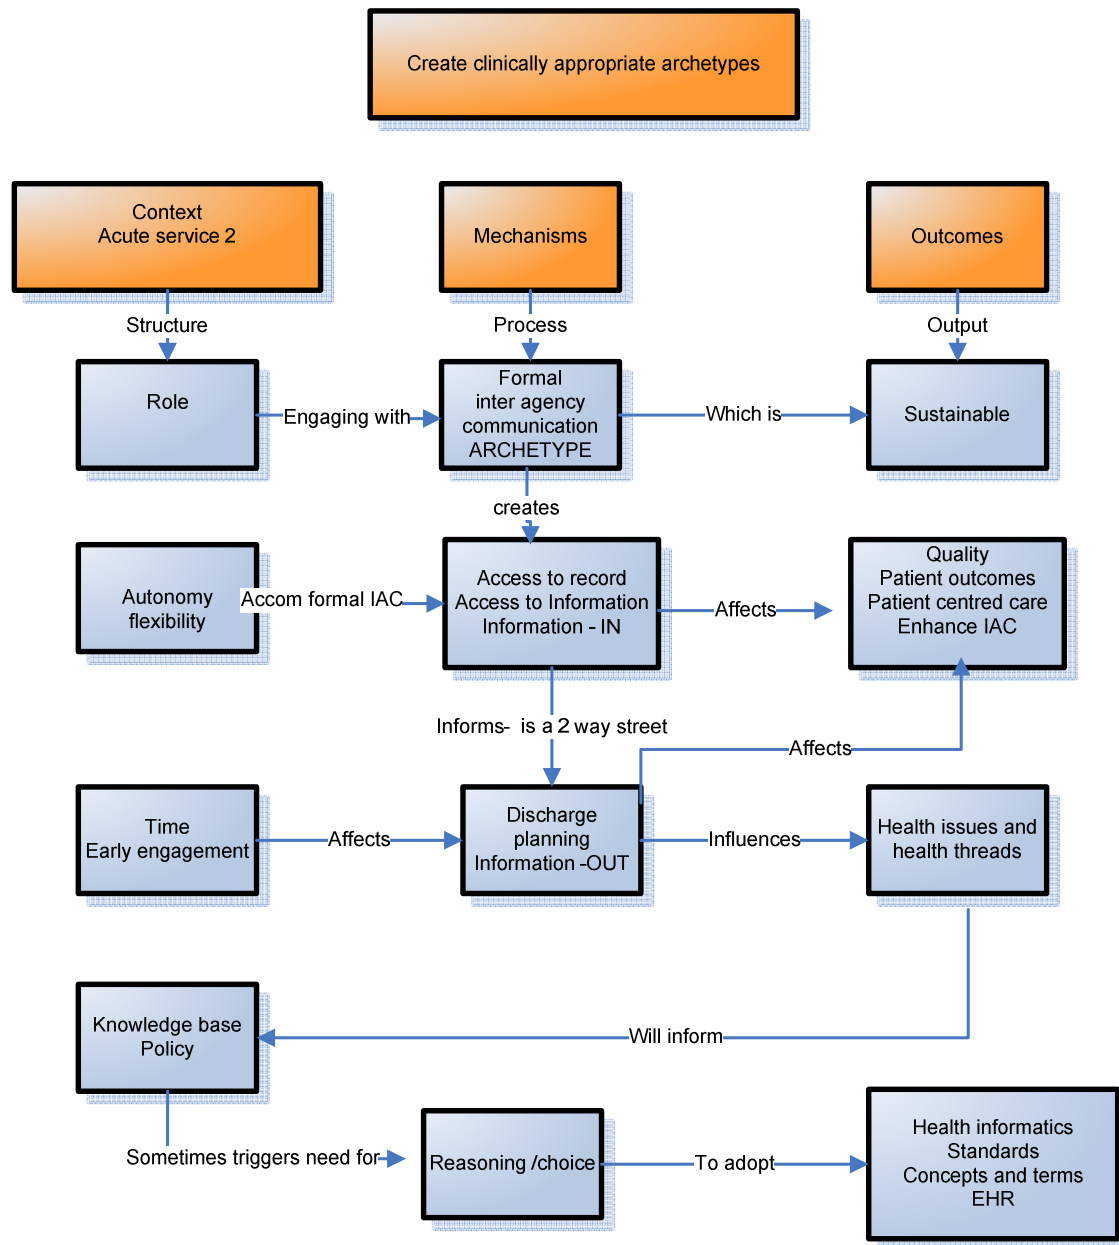 Create clinically appropriate archetypes
Context
Acute service 2
Mechanisms
Outcomes
Structure
Process
Output
Role
Engaging with
Formal
inter agency
communication
ARCHETYPE
Which is
Sustainable
creates
Autonomy
flexibility
Accom formal IAC
Access to record
Access to Information
Information - IN
Affects
Quality
Patient outcomes
Patient centred care
Enhance IAC
Informs- is a 2 way street
Affects
Time
Early engagement
Affects
Discharge
planning
Information -OUT
Influences
Health issues and
health threads
Will inform
Knowledge base
Policy
Sometimes triggers need for
Reasoning /choice
To adopt
Health informatics
Standards
Concepts and terms
EHR